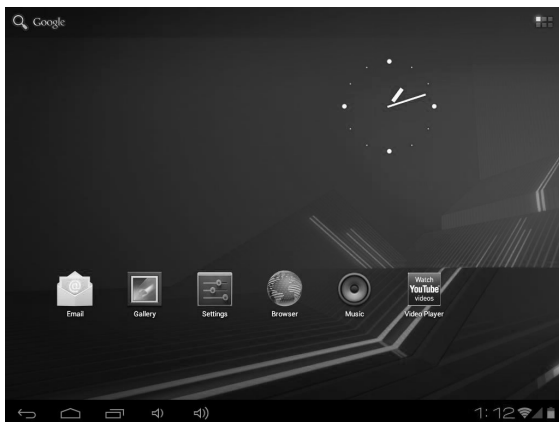 Google
Email
Gallery
Settings
Browser
Music
Watch
YouTube
videos
Video Player
1:12